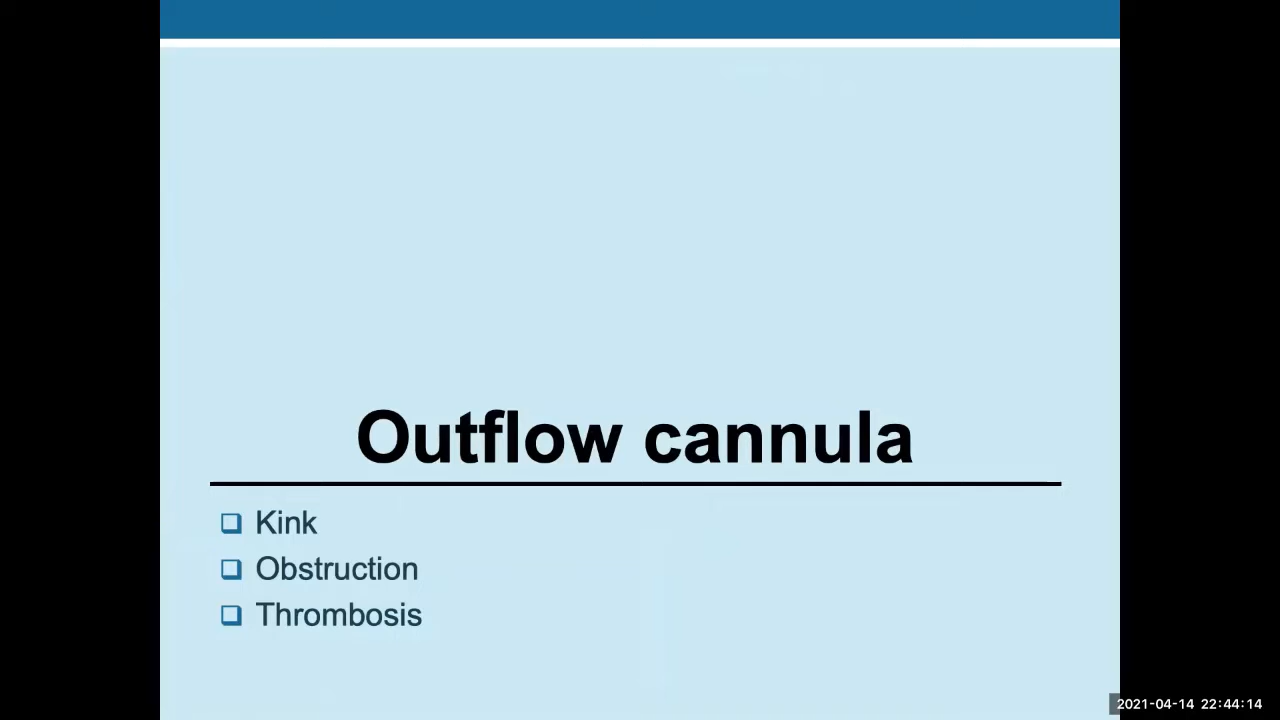 Outflow cannula
Kink
Obstruction
Thrombosis
2021-04-14 22:44:14